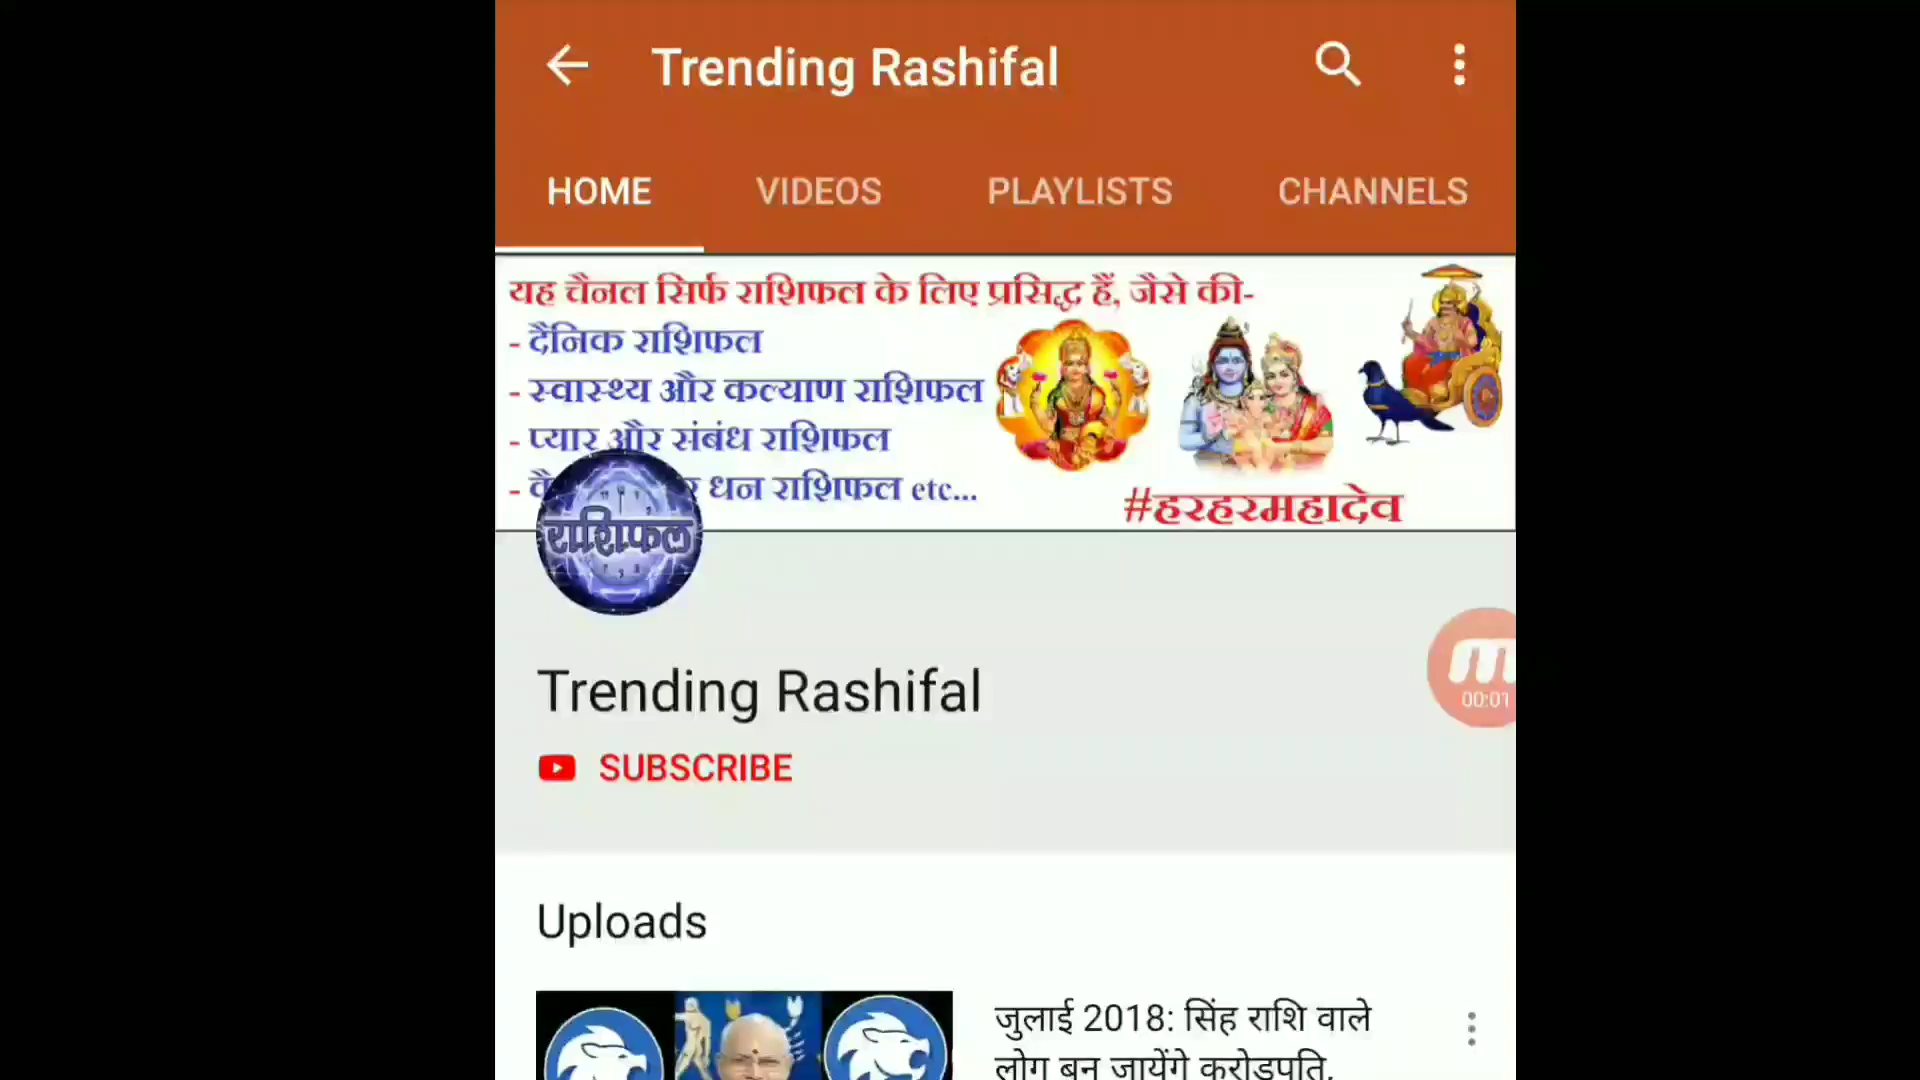 Trending Rashifal
HOME VIDEOS PLAYLISTS CHANNELS
यह चैनल सिर्फ राशिफल के लिए प्रसिद्ध हैं, जैसे की-
- दैनिक राशिफल
- स्वास्थ्य और कल्याण राशिफल
- प्यार और संबंध राशिफल
- धन राशिफल etc...
#हरहरमहादेव
राशिफल
Trending Rashifal
00:01
SUBSCRIBE
Uploads
जुलाई 2018: सिंह राशि वाले
लोग बन जायेंगे करोड़पति,